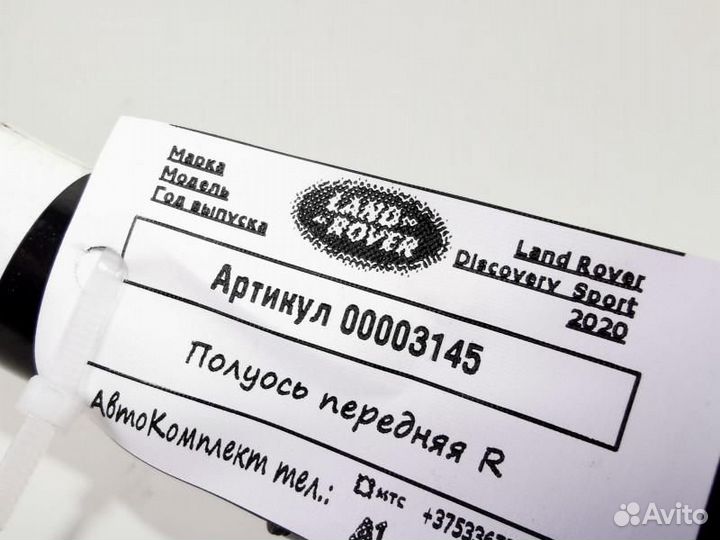 Марка
Модель
Год выпуска
LAND-
ROVER
Land Rover
Discovery Sport
2020
Артикул 00003145
Полуось передняя R
АвтоКомплект тел.:
мтс
A1
Avito